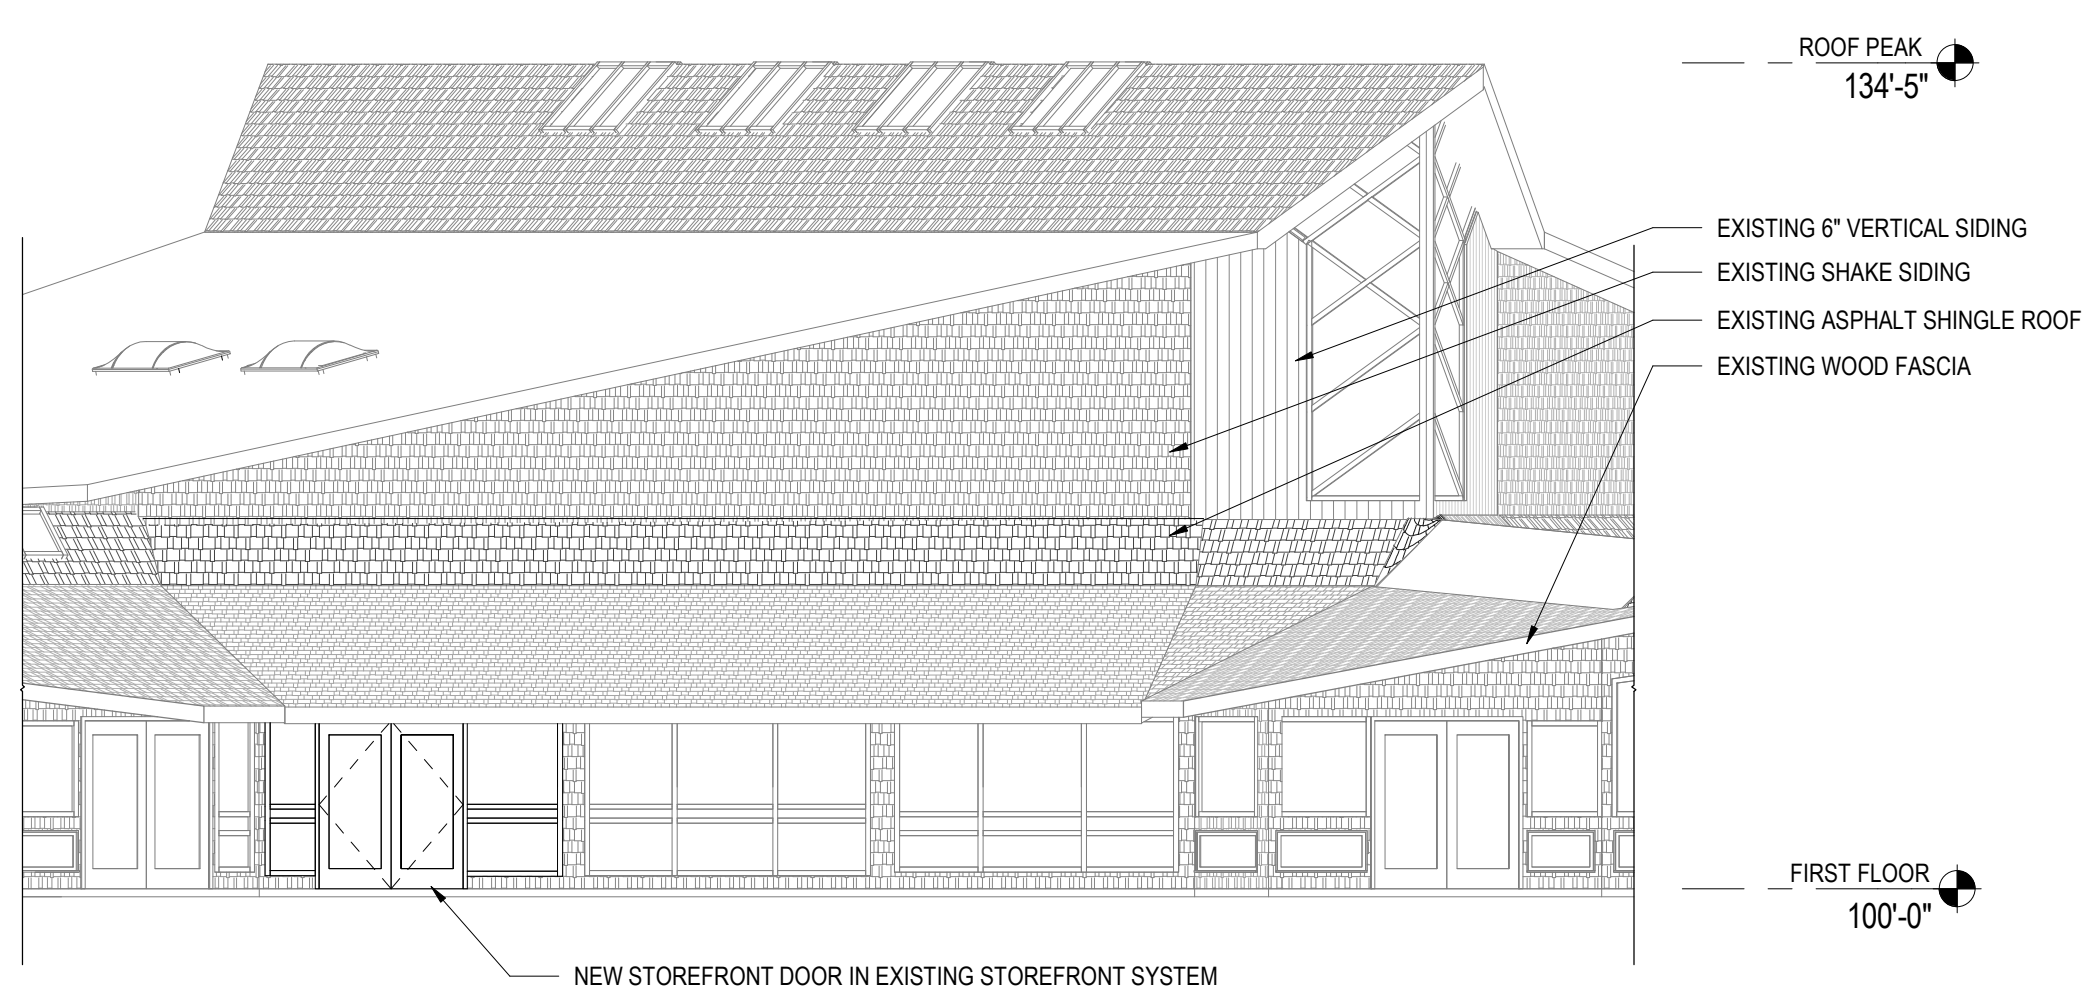 ROOF PEAK
134'-5"
EXISTING 6" VERTICAL SIDING
EXISTING SHAKE SIDING
EXISTING ASPHALT SHINGLE ROOF
EXISTING WOOD FASCIA
FIRST FLOOR
100'-0"
NEW STOREFRONT DOOR IN EXISTING STOREFRONT SYSTEM